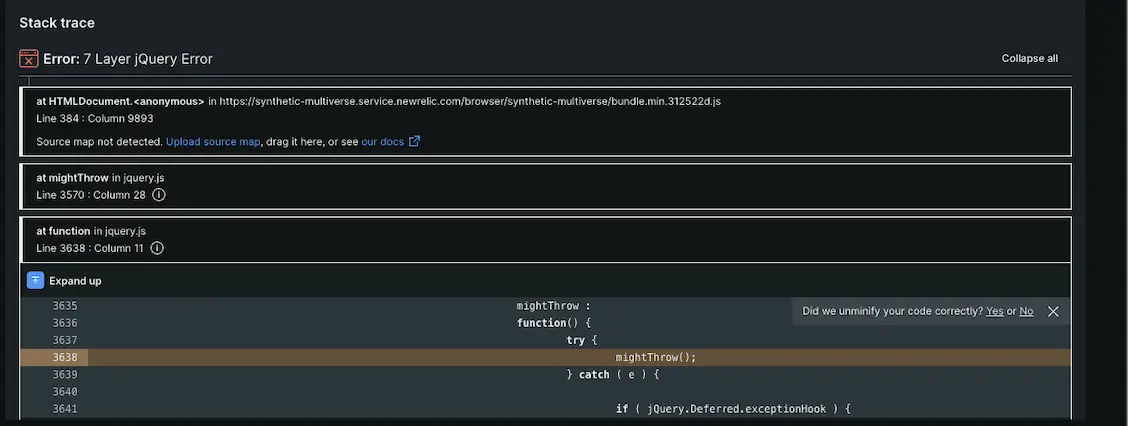 Stack trace
Error: 7 Layer jQuery Error
Collapse all
at HTMLDocument.<anonymous> in https://synthetic-multiverse.service.newrelic.com/browser/synthetic-multiverse/bundle.min.312522d.js
Line 384 : Column 9893
Source map not detected. Upload source map, drag it here, or see our docs
at mightThrow in jquery.js
Line 3570 : Column 28
at function in jquery.js
Line 3638 : Column 11
Expand up
3635 mightThrow :
Did we unminify your code correctly? Yes or No
3636 function() {
3637 try {
3638 mightThrow();
3639 } catch ( e ) {
3640
3641 if ( jQuery.Deferred.exceptionHook ) {